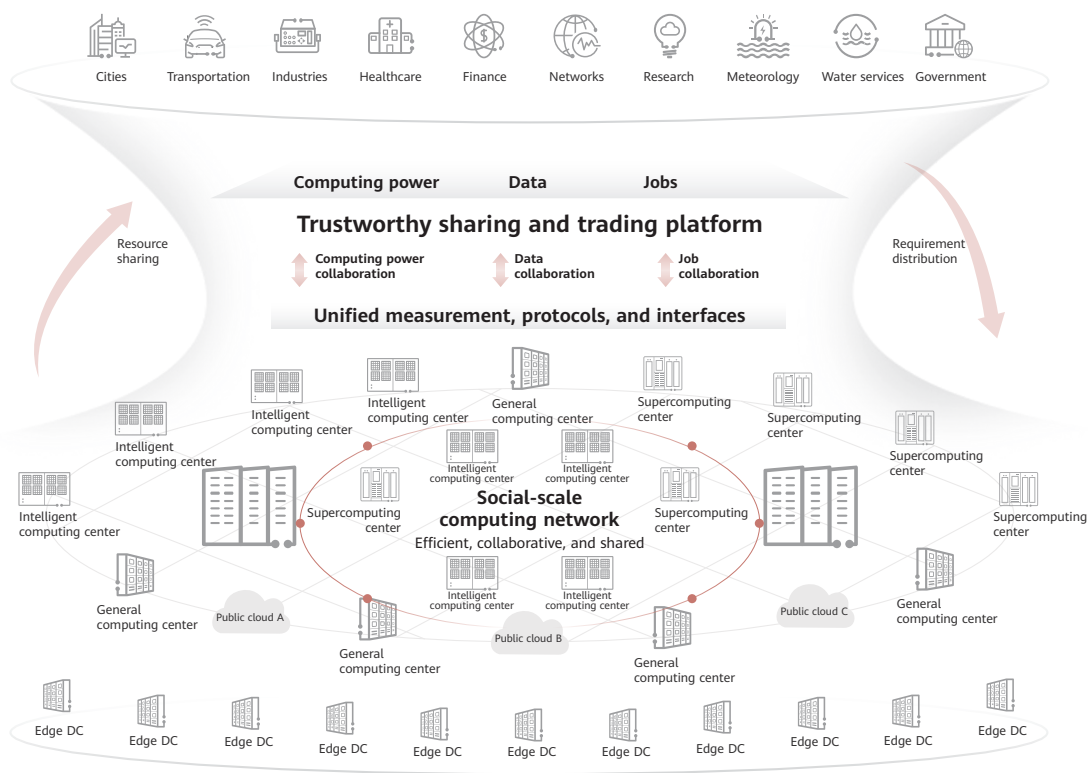 Cities
Transportation
Industries
Healthcare
Finance
Networks
Research
Meteorology
Water services
Government
Computing power
Data
Jobs
Trustworthy sharing and trading platform
Resource
sharing
Requirement
distribution
Computing power
collaboration
Data
collaboration
Job
collaboration
Unified measurement, protocols, and interfaces
Intelligent
computing center
Intelligent
computing center
General
computing center
Supercomputing
center
Supercomputing
center
Intelligent
computing center
Supercomputing
center
Intelligent
computing center
Intelligent
computing center
Intelligent
computing center
Supercomputing
center
Supercomputing
center
Supercomputing
center
Social-scale
computing network
Efficient, collaborative, and shared
Intelligent
computing center
Intelligent
computing center
General
computing center
General
computing center
Public cloud A
Public cloud B
Public cloud C
General
computing center
General
computing center
Edge DC
Edge DC
Edge DC
Edge DC
Edge DC
Edge DC
Edge DC
Edge DC
Edge DC
Edge DC
Edge DC